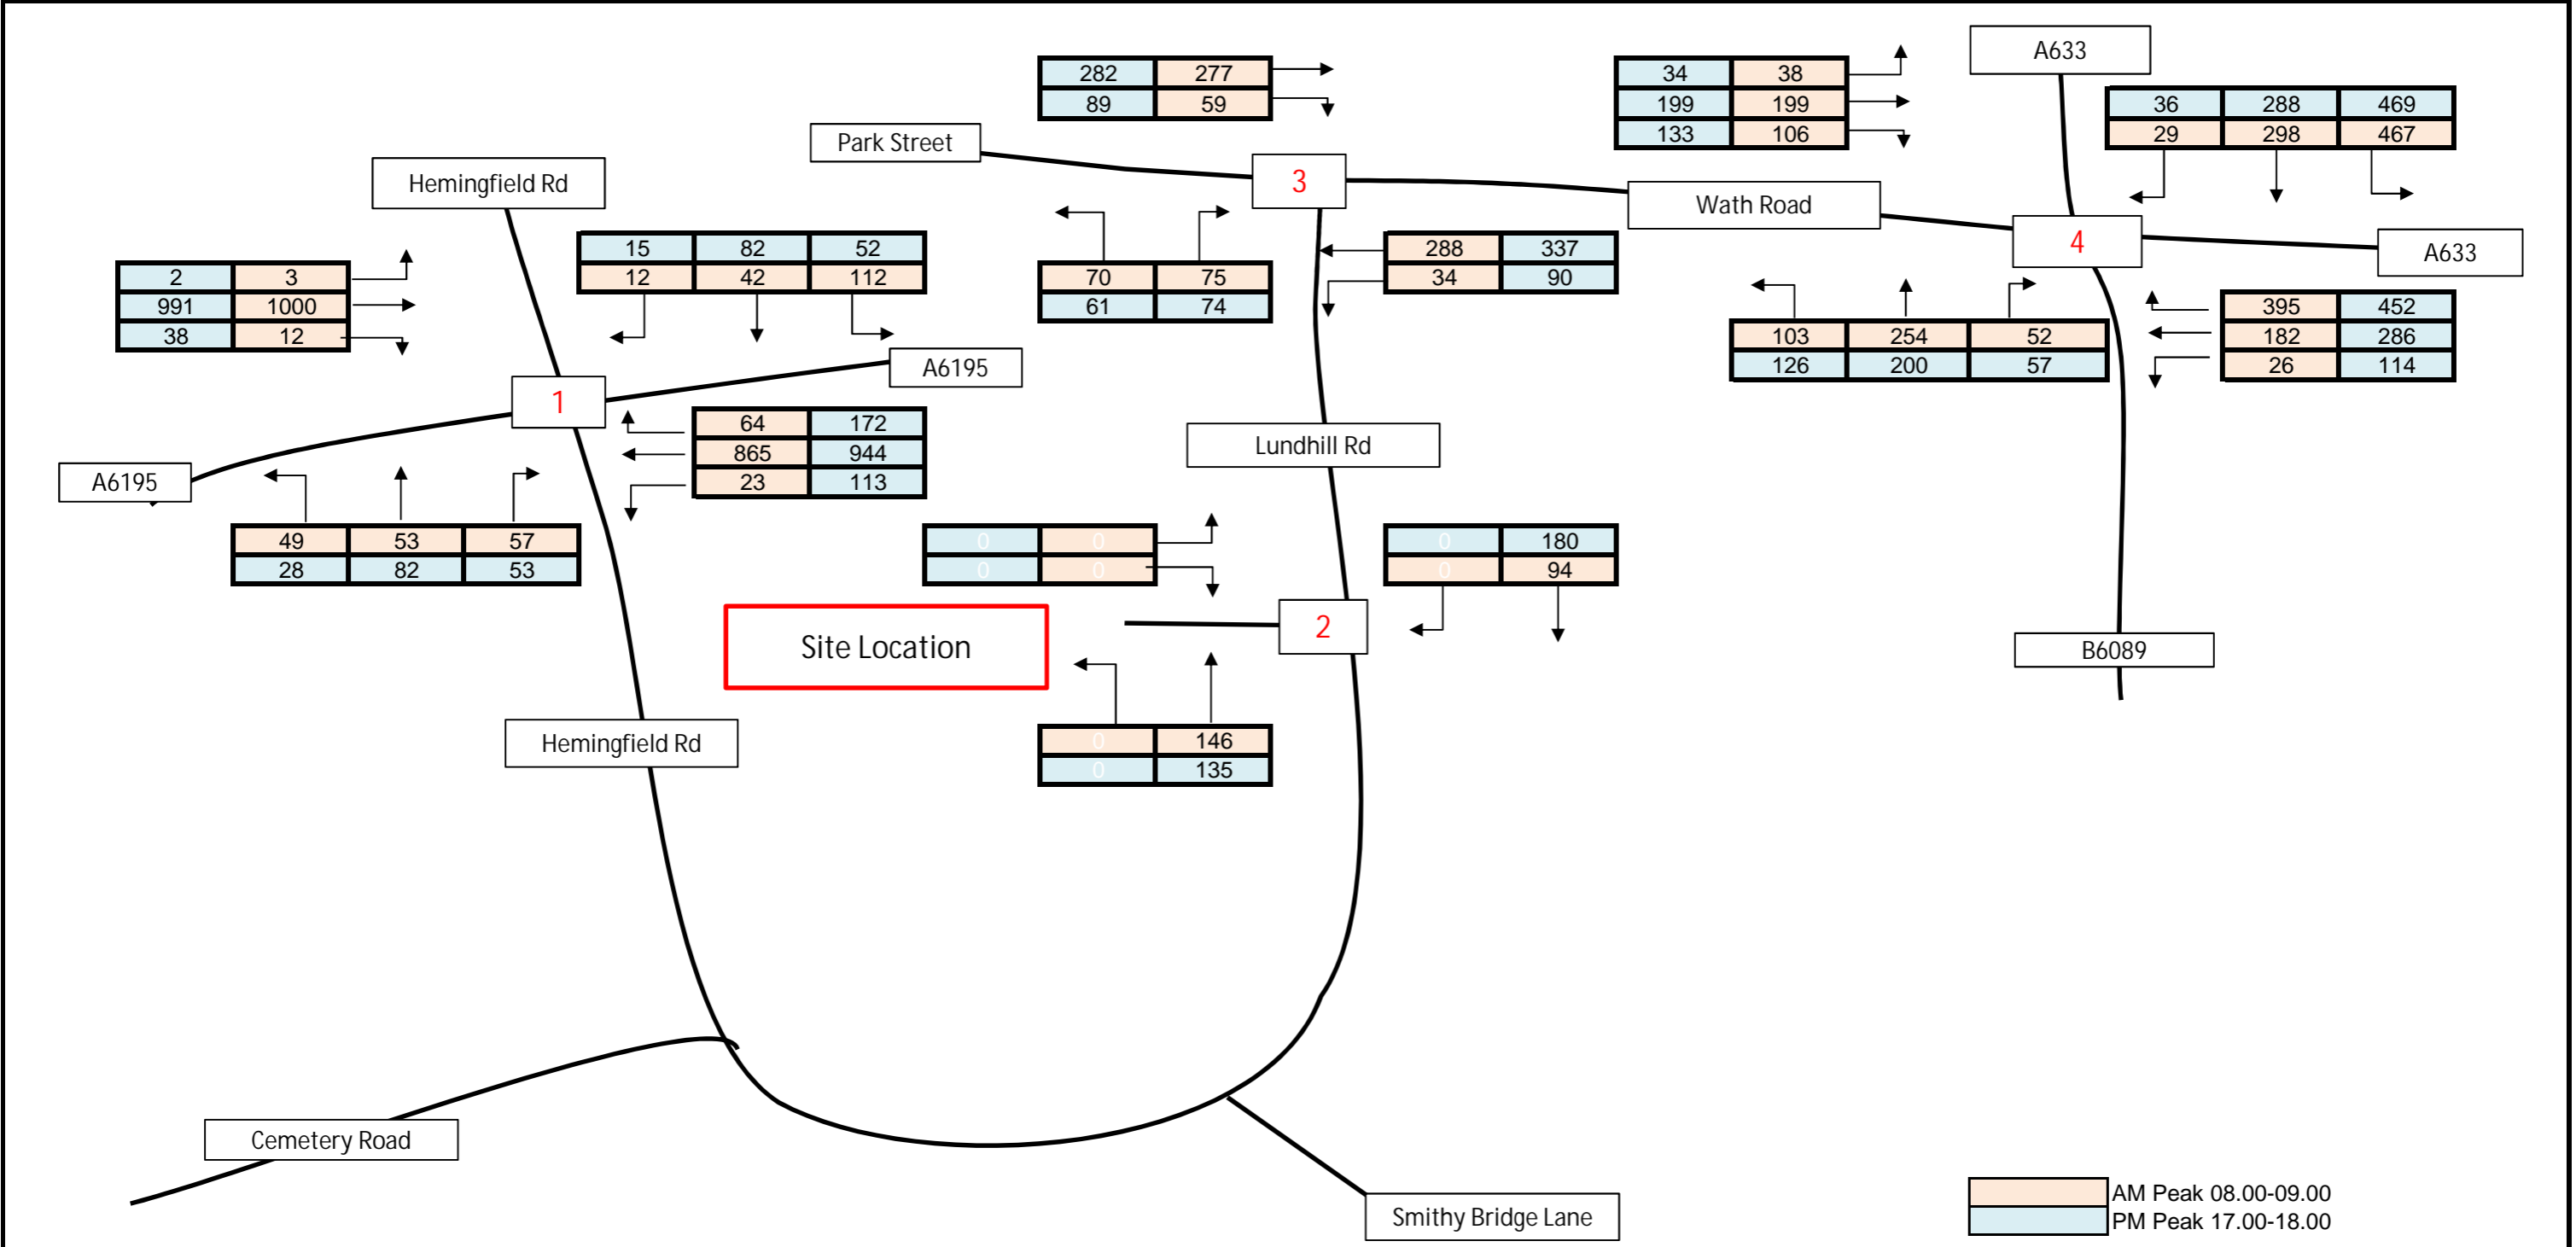 A633
282 277
89 59
34 38
199 199
133 106
36 288 469
29 298 467
Park Street
Hemingfield Rd
3
Wath Road
4
A633
2 3
991 1000
38 12
15 82 52
12 42 112
70 75
61 74
288 337
34 90
103 254 52
126 200 57
395 452
182 286
26 114
A6195
1
64 172
865 944
23 113
Lundhill Rd
A6195
49 53 57
28 82 53
0 0
0 0
0 180
0 94
Site Location
2
B6089
Hemingfield Rd
0 146
0 135
Cemetery Road
Smithy Bridge Lane
AM Peak 08.00-09.00
PM Peak 17.00-18.00